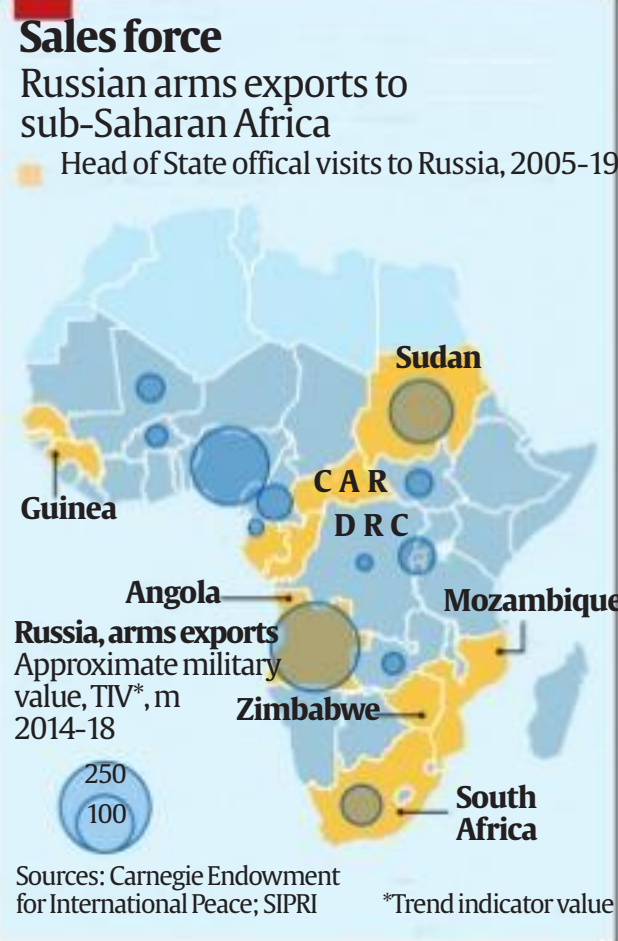 Sales force
Russian arms exports to
sub-Saharan Africa
Head of State offical visits to Russia, 2005-19
Sudan
C A R
Guinea
D R C
Angola
Mozambique
Russia, arms exports
Approximate military
value, TIV*, m
2014-18
Zimbabwe
250
100
South
Africa
Sources: Carnegie Endowment
for International Peace; SIPRI
*Trend indicator value